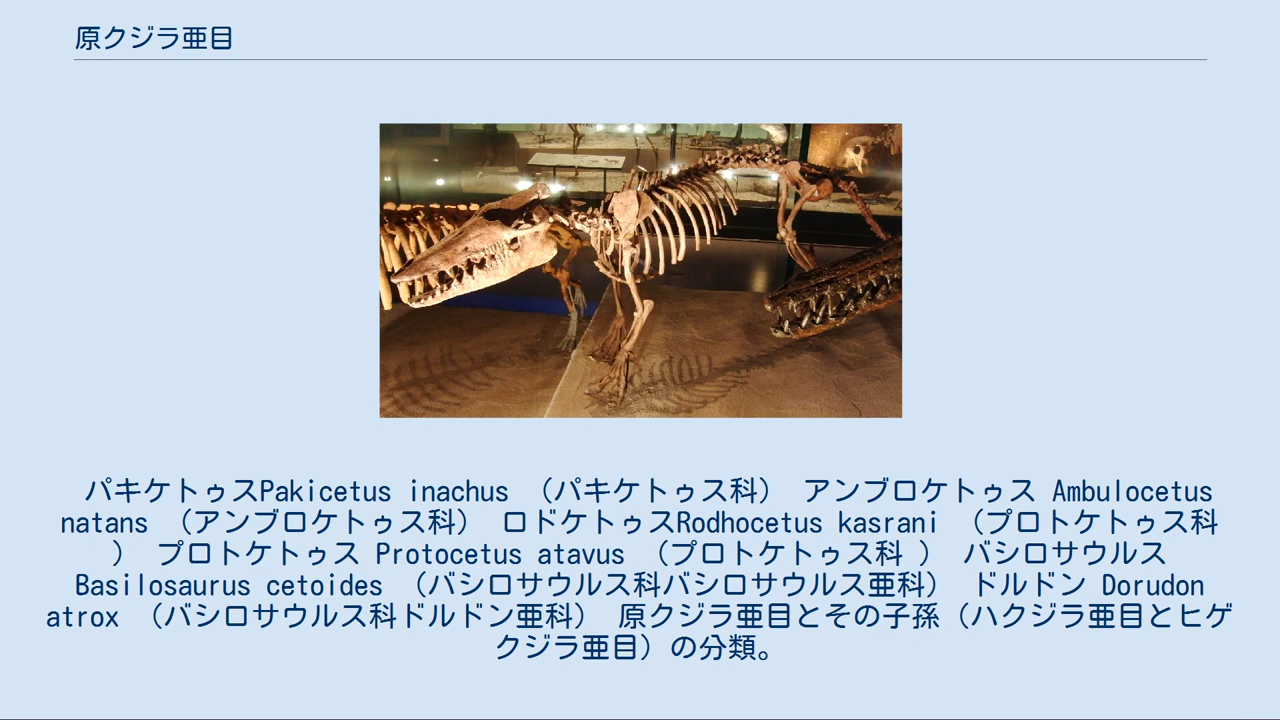 原クジラ亜目
パキケトゥスPakicetus inachus （パキケトゥス科） アンブロケトゥス Ambulocetus
natans （アンブロケトゥス科） ロドケトゥスRodhocetus kasrani （プロトケトゥス科
） プロトケトゥス Protocetus atavus （プロトケトゥス科 ） バシロサウルス
Basilosaurus cetoides （バシロサウルス科バシロサウルス亜科） ドルドン Dorudon
atrox （バシロサウルス科ドルドン亜科） 原クジラ亜目とその子孫（ハクジラ亜目とヒゲ
クジラ亜目）の分類。